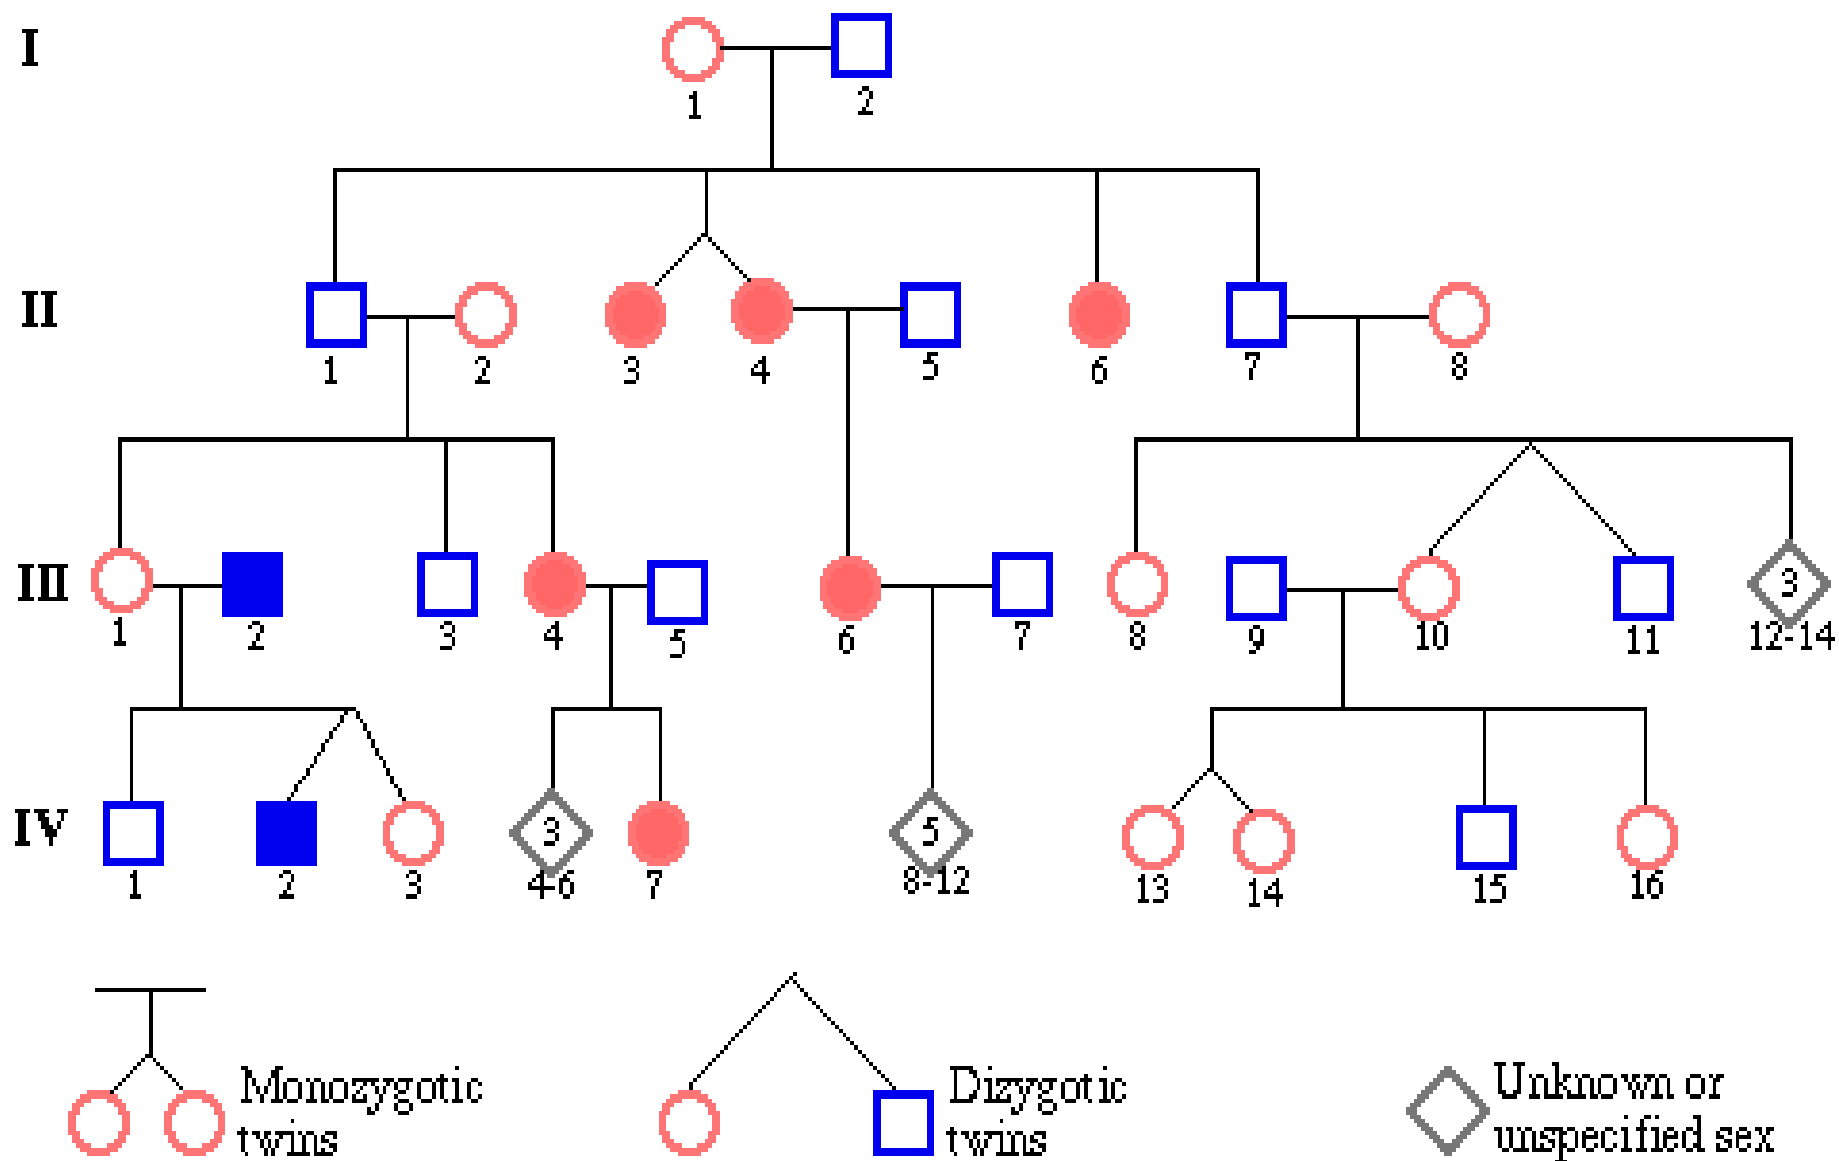 I
1 2
II
1 2 3 4 5 6 7 8
III
3
1 2 3 4 5 6 7 8 9 10 11 12-14
IV
3 5
1 2 3 4-6 7 8-12 13 14 15 16
Monozygotic
twins
Dizygotic
twins
Unknown or
unspecified sex